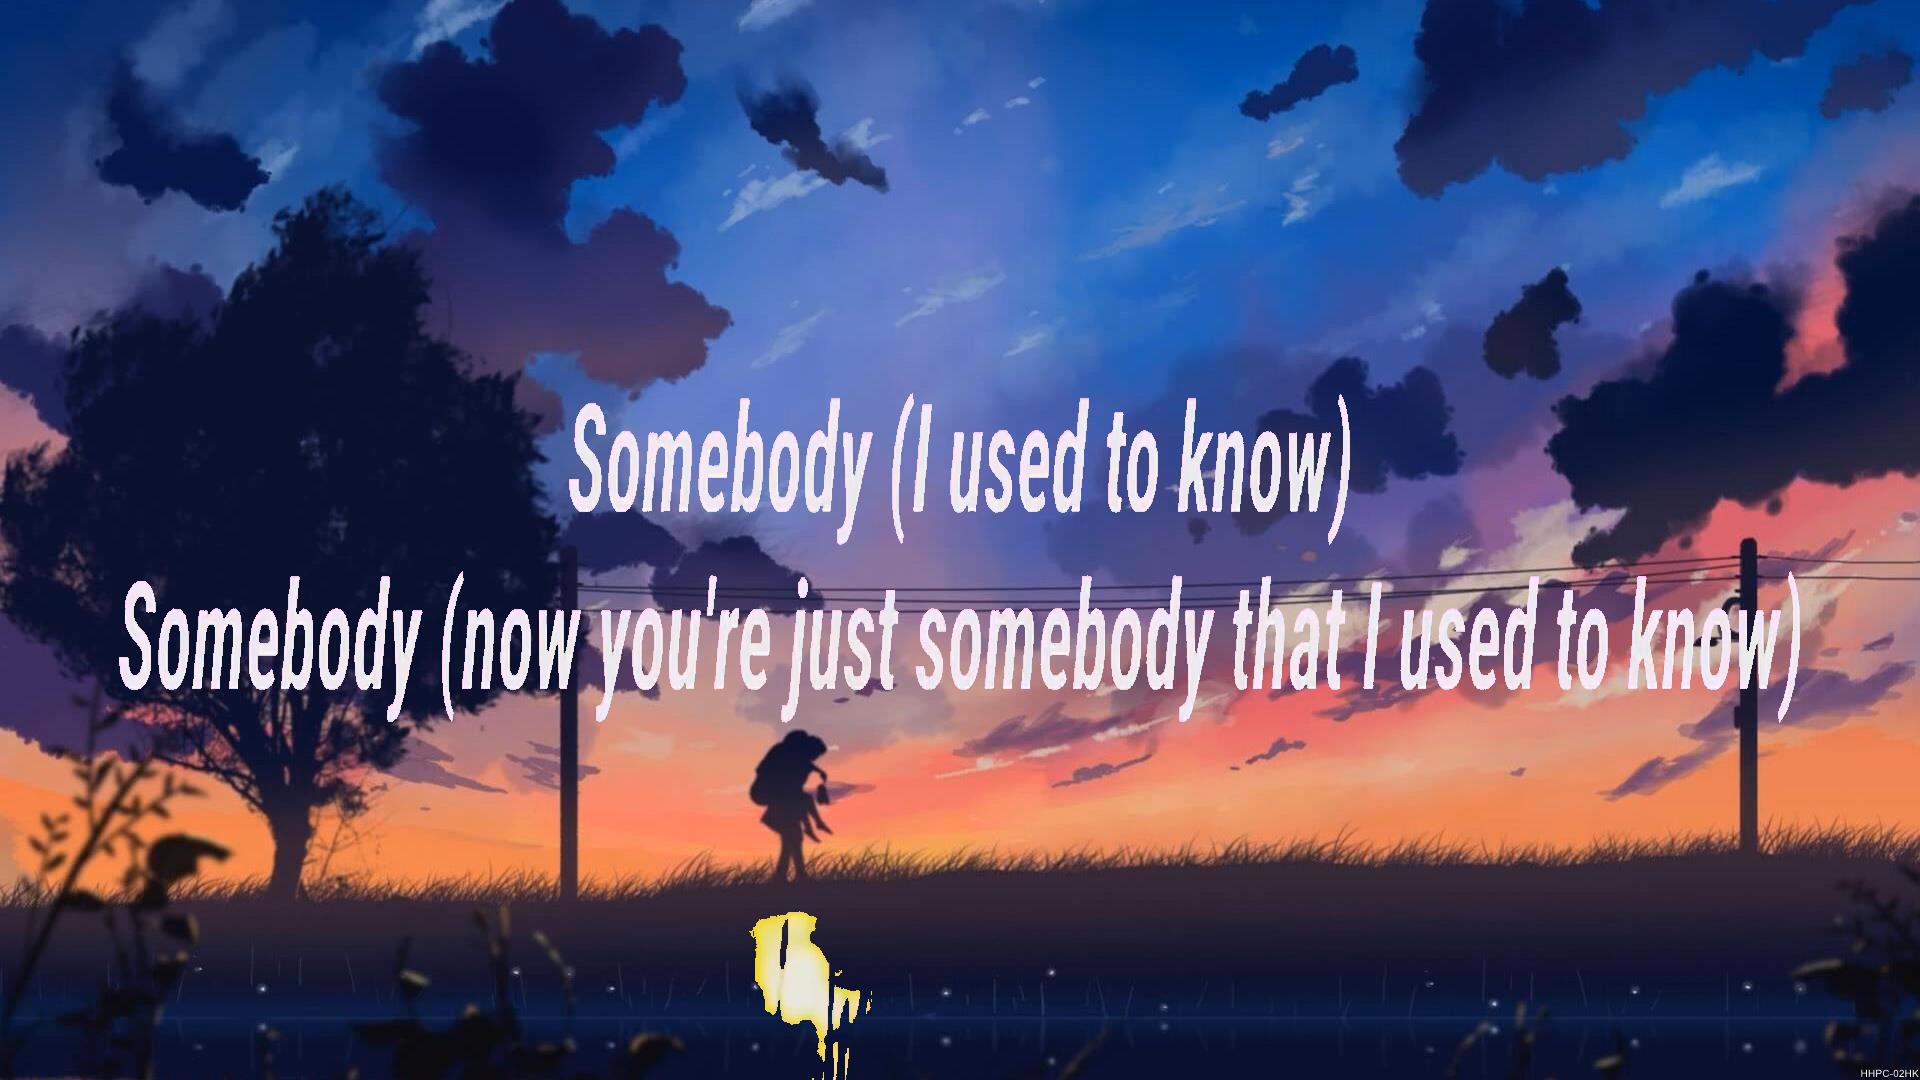 Somebody (I used to know)
Somebody (now you're just somebody that I used to know)
HHPC-02HK